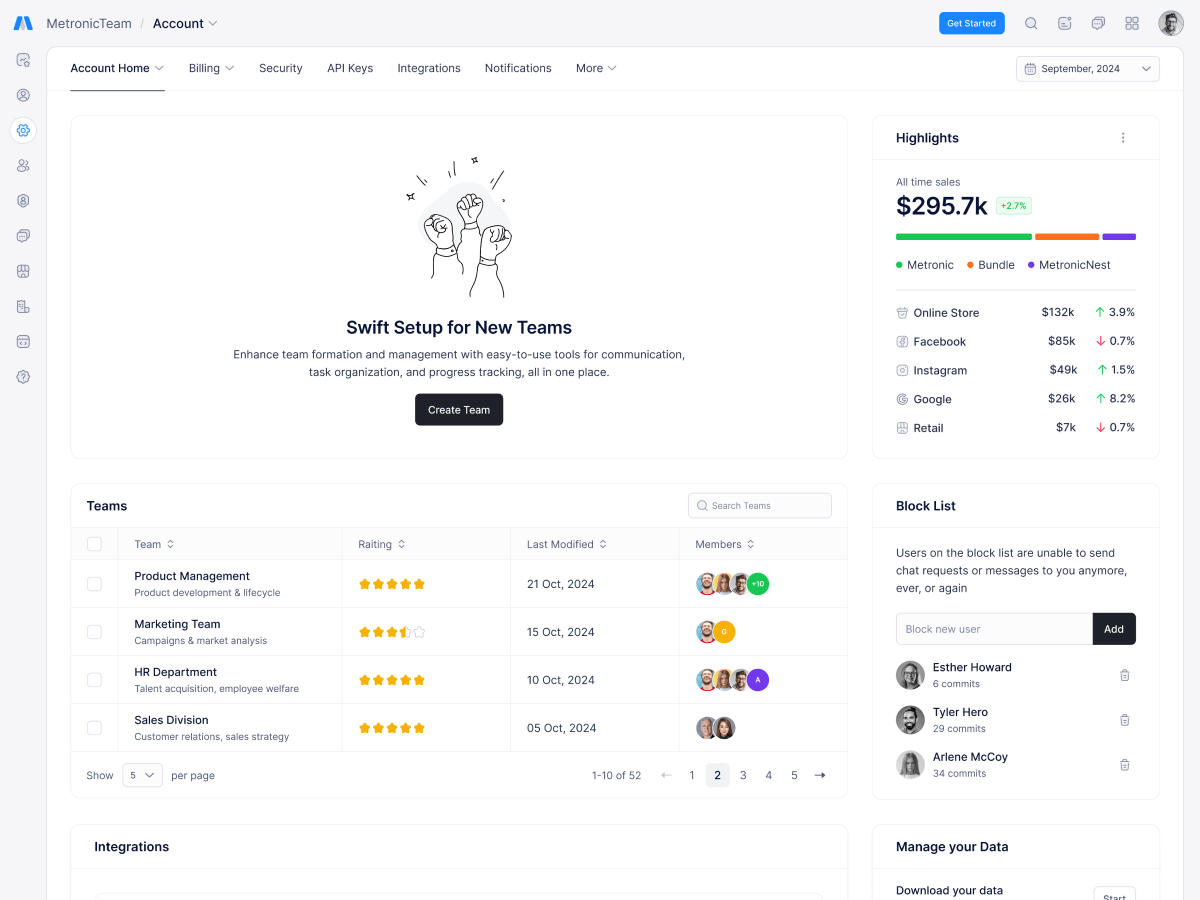 MetronicTeam / Account
Get Started
Account Home
Billing
Security
API Keys
Integrations
Notifications
More
September, 2024
Swift Setup for New Teams
Enhance team formation and management with easy-to-use tools for communication,
task organization, and progress tracking, all in one place.
Create Team
Highlights
All time sales
$295.7k +2.7%
Metronic Bundle MetronicNest
Online Store $132k 3.9%
Facebook $85k 0.7%
Instagram $49k 1.5%
Google $26k 8.2%
Retail $7k 0.7%
Teams
Search Teams
Team Raiting Last Modified Members
Product Management
Product development & lifecycle
21 Oct, 2024
+10
Marketing Team
Campaigns & market analysis
15 Oct, 2024
G
HR Department
Talent acquisition, employee welfare
10 Oct, 2024
A
Sales Division
Customer relations, sales strategy
05 Oct, 2024
Show 5 per page
1-10 of 52 1 2 3 4 5
Block List
Users on the block list are unable to send
chat requests or messages to you anymore,
ever, or again
Block new user
Add
Esther Howard
6 commits
Tyler Hero
29 commits
Arlene McCoy
34 commits
Integrations
Manage your Data
Download your data
Start